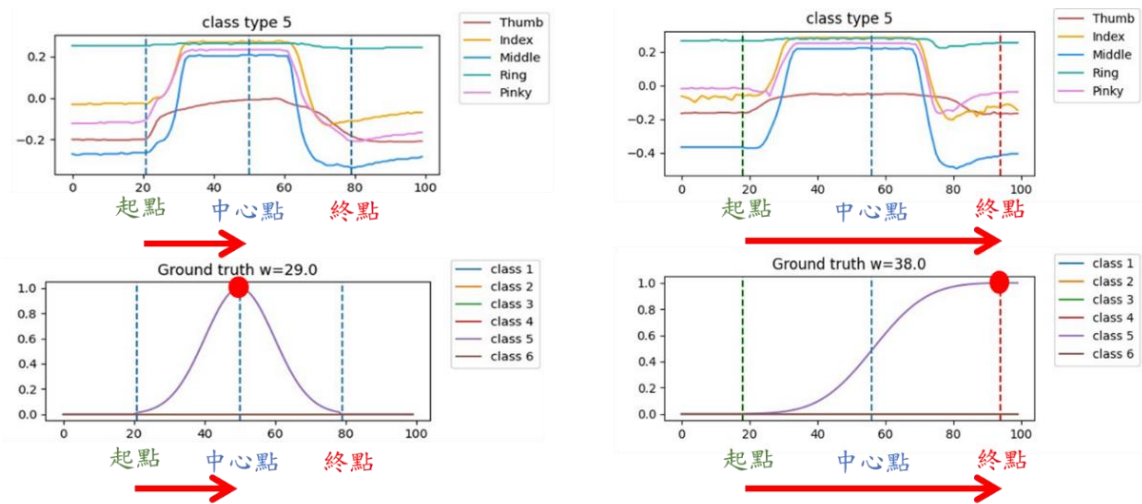 class type 5
0.2
0.0
−0.2
0 20 40 60 80 100
Thumb
Index
Middle
Ring
Pinky
起點 中心點 終點
class type 5
0.2
0.0
−0.2
−0.4
0 20 40 60 80 100
Thumb
Index
Middle
Ring
Pinky
起點 中心點 終點
Ground truth w=29.0
1.0
0.8
0.6
0.4
0.2
0.0
0 20 40 60 80 100
class 1
class 2
class 3
class 4
class 5
class 6
起點 中心點 終點
Ground truth w=38.0
1.0
0.8
0.6
0.4
0.2
0.0
0 20 40 60 80 100
class 1
class 2
class 3
class 4
class 5
class 6
起點 中心點 終點